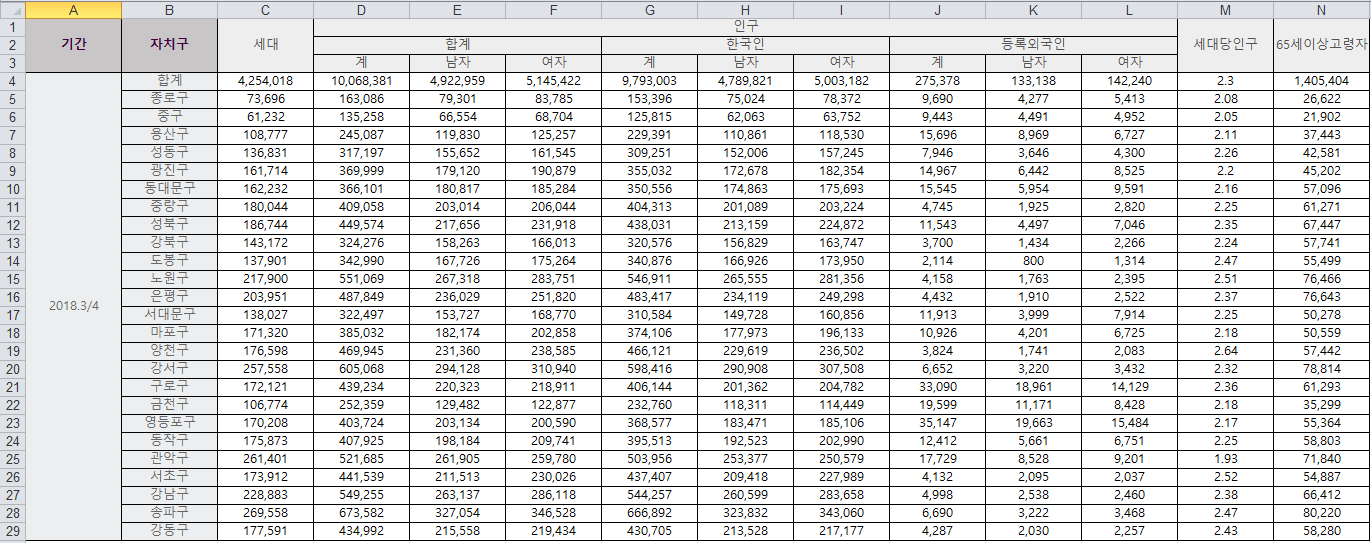 A B C D E F G H I J K L M N
1 인구
2 기간 자치구 세대 합계 한국인 등록외국인 세대당인구 65세이상고령자
3 계 남자 여자 계 남자 여자 계 남자 여자
4 합계 4,254,018 10,068,381 4,922,959 5,145,422 9,793,003 4,789,821 5,003,182 275,378 133,138 142,240 2.3 1,405,404
5 종로구 73,696 163,086 79,301 83,785 153,396 75,024 78,372 9,690 4,277 5,413 2.08 26,622
6 중구 61,232 135,258 66,554 68,704 125,815 62,063 63,752 9,443 4,491 4,952 2.05 21,902
7 용산구 108,777 245,087 119,830 125,257 229,391 110,861 118,530 15,696 8,969 6,727 2.11 37,443
8 성동구 136,831 317,197 155,652 161,545 309,251 152,006 157,245 7,946 3,646 4,300 2.26 42,581
9 광진구 161,714 369,999 179,120 190,879 355,032 172,678 182,354 14,967 6,442 8,525 2.2 45,202
10 동대문구 162,232 366,101 180,817 185,284 350,556 174,863 175,693 15,545 5,954 9,591 2.16 57,096
11 중랑구 180,044 409,058 203,014 206,044 404,313 201,089 203,224 4,745 1,925 2,820 2.25 61,271
12 성북구 186,744 449,574 217,656 231,918 438,031 213,159 224,872 11,543 4,497 7,046 2.35 67,447
13 강북구 143,172 324,276 158,263 166,013 320,576 156,829 163,747 3,700 1,434 2,266 2.24 57,741
14 도봉구 137,901 342,990 167,726 175,264 340,876 166,926 173,950 2,114 800 1,314 2.47 55,499
15 노원구 217,900 551,069 267,318 283,751 546,911 265,555 281,356 4,158 1,763 2,395 2.51 76,466
16 2018.3/4 은평구 203,951 487,849 236,029 251,820 483,417 234,119 249,298 4,432 1,910 2,522 2.37 76,643
17 서대문구 138,027 322,497 153,727 168,770 310,584 149,728 160,856 11,913 3,999 7,914 2.25 50,278
18 마포구 171,320 385,032 182,174 202,858 374,106 177,973 196,133 10,926 4,201 6,725 2.18 50,559
19 양천구 176,598 469,945 231,360 238,585 466,121 229,619 236,502 3,824 1,741 2,083 2.64 57,442
20 강서구 257,558 605,068 294,128 310,940 598,416 290,908 307,508 6,652 3,220 3,432 2.32 78,814
21 구로구 172,121 439,234 220,323 218,911 406,144 201,362 204,782 33,090 18,961 14,129 2.36 61,293
22 금천구 106,774 252,359 129,482 122,877 232,760 118,311 114,449 19,599 11,171 8,428 2.18 35,299
23 영등포구 170,208 403,724 203,134 200,590 368,577 183,471 185,106 35,147 19,663 15,484 2.17 55,364
24 동작구 175,873 407,925 198,184 209,741 395,513 192,523 202,990 12,412 5,661 6,751 2.25 58,803
25 관악구 261,401 521,685 261,905 259,780 503,956 253,377 250,579 17,729 8,528 9,201 1.93 71,840
26 서초구 173,912 441,539 211,513 230,026 437,407 209,418 227,989 4,132 2,095 2,037 2.52 54,887
27 강남구 228,883 549,255 263,137 286,118 544,257 260,599 283,658 4,998 2,538 2,460 2.38 66,412
28 송파구 269,558 673,582 327,054 346,528 666,892 323,832 343,060 6,690 3,222 3,468 2.47 80,220
29 강동구 177,591 434,992 215,558 219,434 430,705 213,528 217,177 4,287 2,030 2,257 2.43 58,280